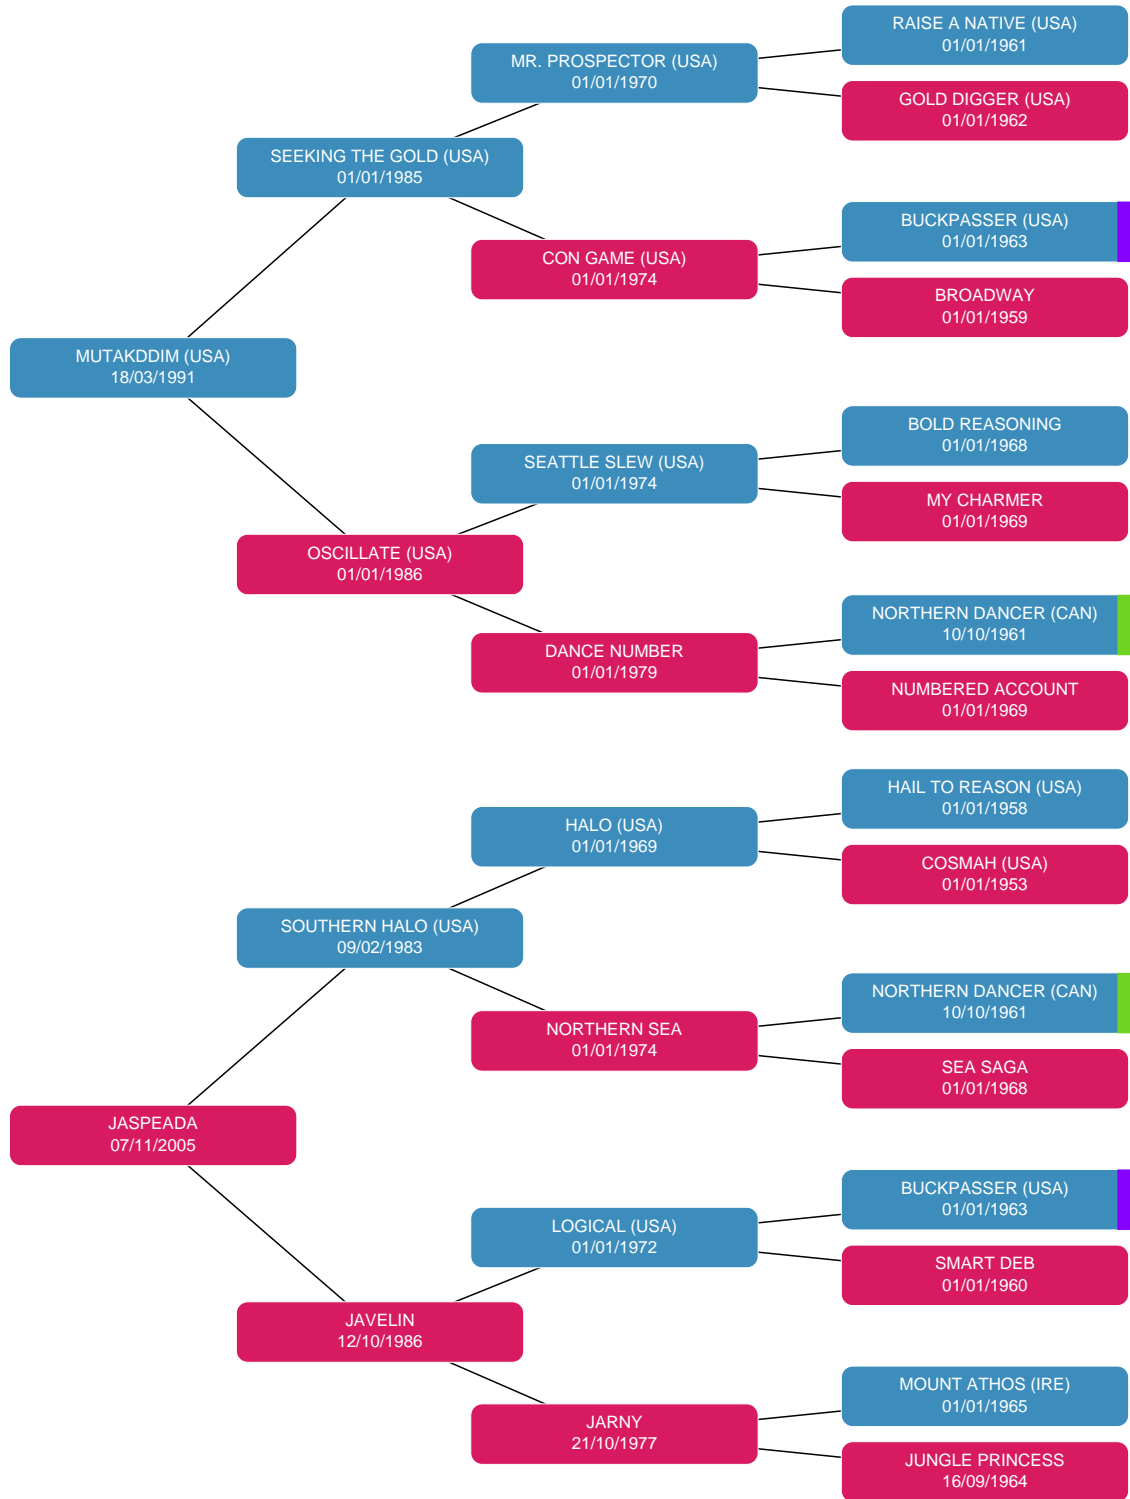 RAISE A NATIVE (USA)
01/01/1961
MR. PROSPECTOR (USA)
01/01/1970
GOLD DIGGER (USA)
01/01/1962
SEEKING THE GOLD (USA)
01/01/1985
BUCKPASSER (USA)
01/01/1963
CON GAME (USA)
01/01/1974
BROADWAY
01/01/1959
MUTAKDDIM (USA)
18/03/1991
BOLD REASONING
01/01/1968
SEATTLE SLEW (USA)
01/01/1974
MY CHARMER
01/01/1969
OSCILLATE (USA)
01/01/1986
NORTHERN DANCER (CAN)
10/10/1961
DANCE NUMBER
01/01/1979
NUMBERED ACCOUNT
01/01/1969
HAIL TO REASON (USA)
01/01/1958
HALO (USA)
01/01/1969
COSMAH (USA)
01/01/1953
SOUTHERN HALO (USA)
09/02/1983
NORTHERN DANCER (CAN)
10/10/1961
NORTHERN SEA
01/01/1974
SEA SAGA
01/01/1968
JASPEADA
07/11/2005
BUCKPASSER (USA)
01/01/1963
LOGICAL (USA)
01/01/1972
SMART DEB
01/01/1960
JAVELIN
12/10/1986
MOUNT ATHOS (IRE)
01/01/1965
JARNY
21/10/1977
JUNGLE PRINCESS
16/09/1964